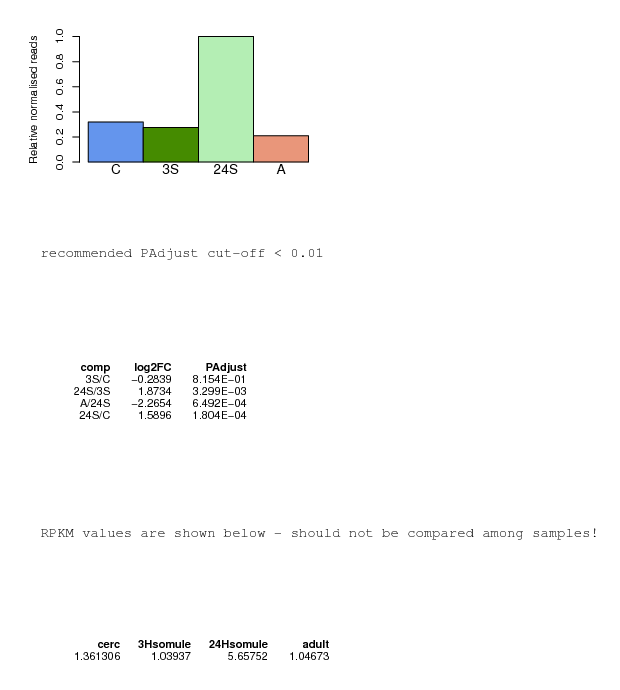 Relative normalised reads
1.0
0.8
0.6
0.4
0.2
0.0
C 3S 24S A
recommended PAdjust cut-off < 0.01
comp log2FC PAdjust
3S/C −0.2839 8.154E−01
24S/3S 1.8734 3.299E−03
A/24S −2.2654 6.492E−04
24S/C 1.5896 1.804E−04
RPKM values are shown below - should not be compared among samples!
cerc 3Hsomule 24Hsomule adult
1.361306 1.03937 5.65752 1.04673